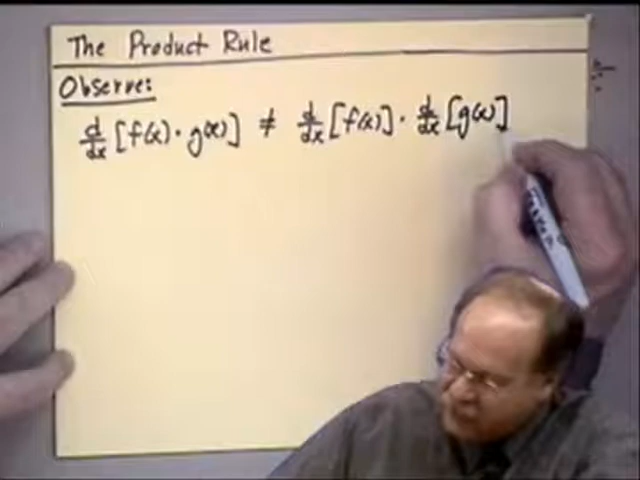 The Product Rule
Observe:
d/dx [f(x) · g(x)] ≠ d/dx [f(x)] · d/dx [g(x)]